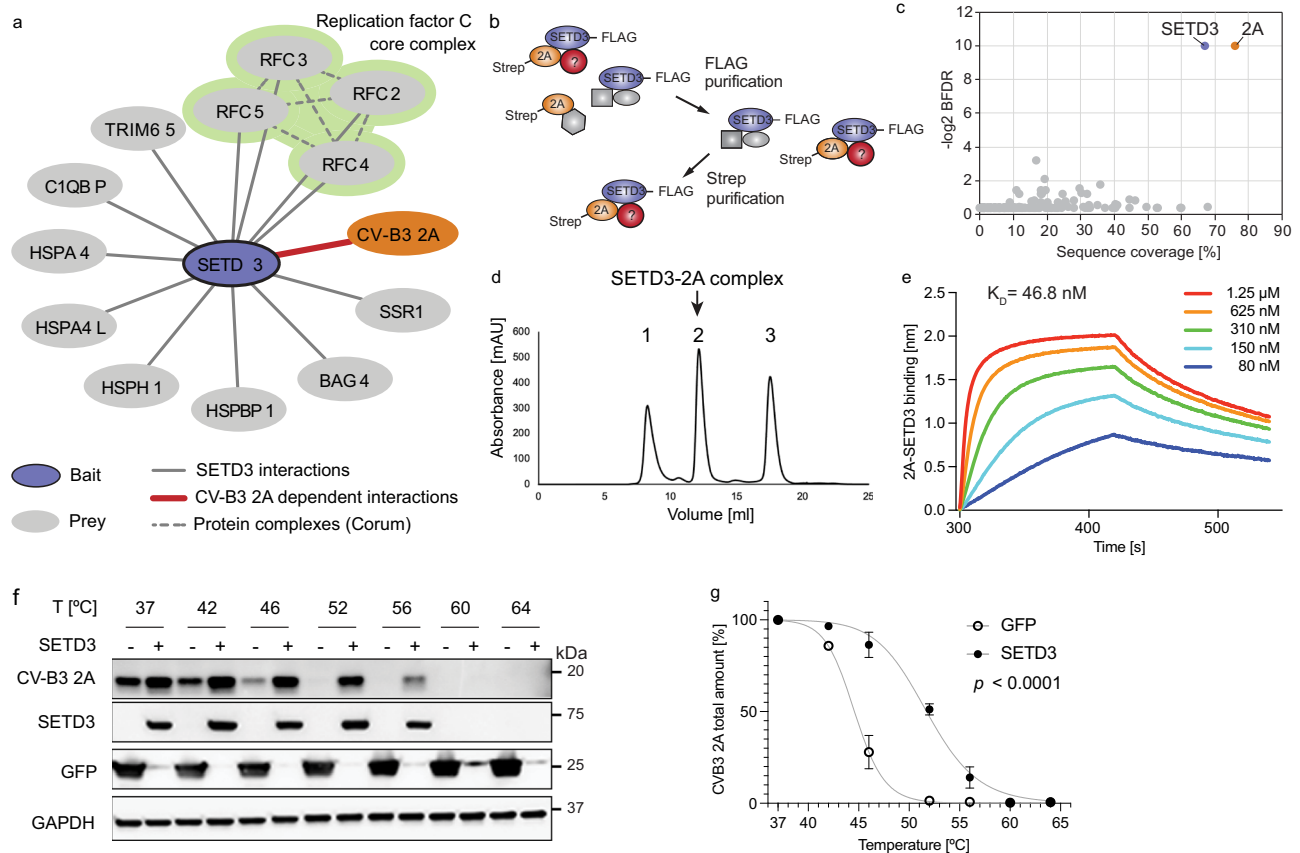 a
Replication factor C
core complex
RFC 3
RFC 2
RFC 5
RFC 4
TRIM6 5
C1QB P
HSPA 4
HSPA4 L
HSPH 1
HSPBP 1
BAG 4
SSR1
CV-B3 2A
SETD 3
Bait
Prey
SETD3 interactions
CV-B3 2A dependent interactions
Protein complexes (Corum)
b
SETD3 FLAG
2A ?
Strep
SETD3 FLAG
2A
Strep
FLAG
purification
SETD3 FLAG
SETD3 FLAG
2A ?
Strep
Strep
purification
SETD3 FLAG
2A ?
Strep
c
-log2 BFDR
12
10
8
6
4
2
0
0 10 20 30 40 50 60 70 80 90
Sequence coverage [%]
SETD3 2A
d
SETD3-2A complex
1 2 3
Absorbance [mAU]
600
500
400
300
200
100
0
0 5 10 15 20 25
Volume [ml]
e
2A-SETD3 binding [nm]
2.5
2.0
1.5
1.0
0.5
0.0
300 400 500
Time [s]
KD= 46.8 nM
1.25 µM
625 nM
310 nM
150 nM
80 nM
f
T [ºC] 37 42 46 52 56 60 64
SETD3 - + - + - + - + - + - + - +
kDa
CV-B3 2A 20
SETD3 75
GFP 25
GAPDH 37
g
CVB3 2A total amount [%]
100
50
0
37 42 45 52 56 60 65
Temperature [ºC]
GFP
SETD3
p < 0.0001